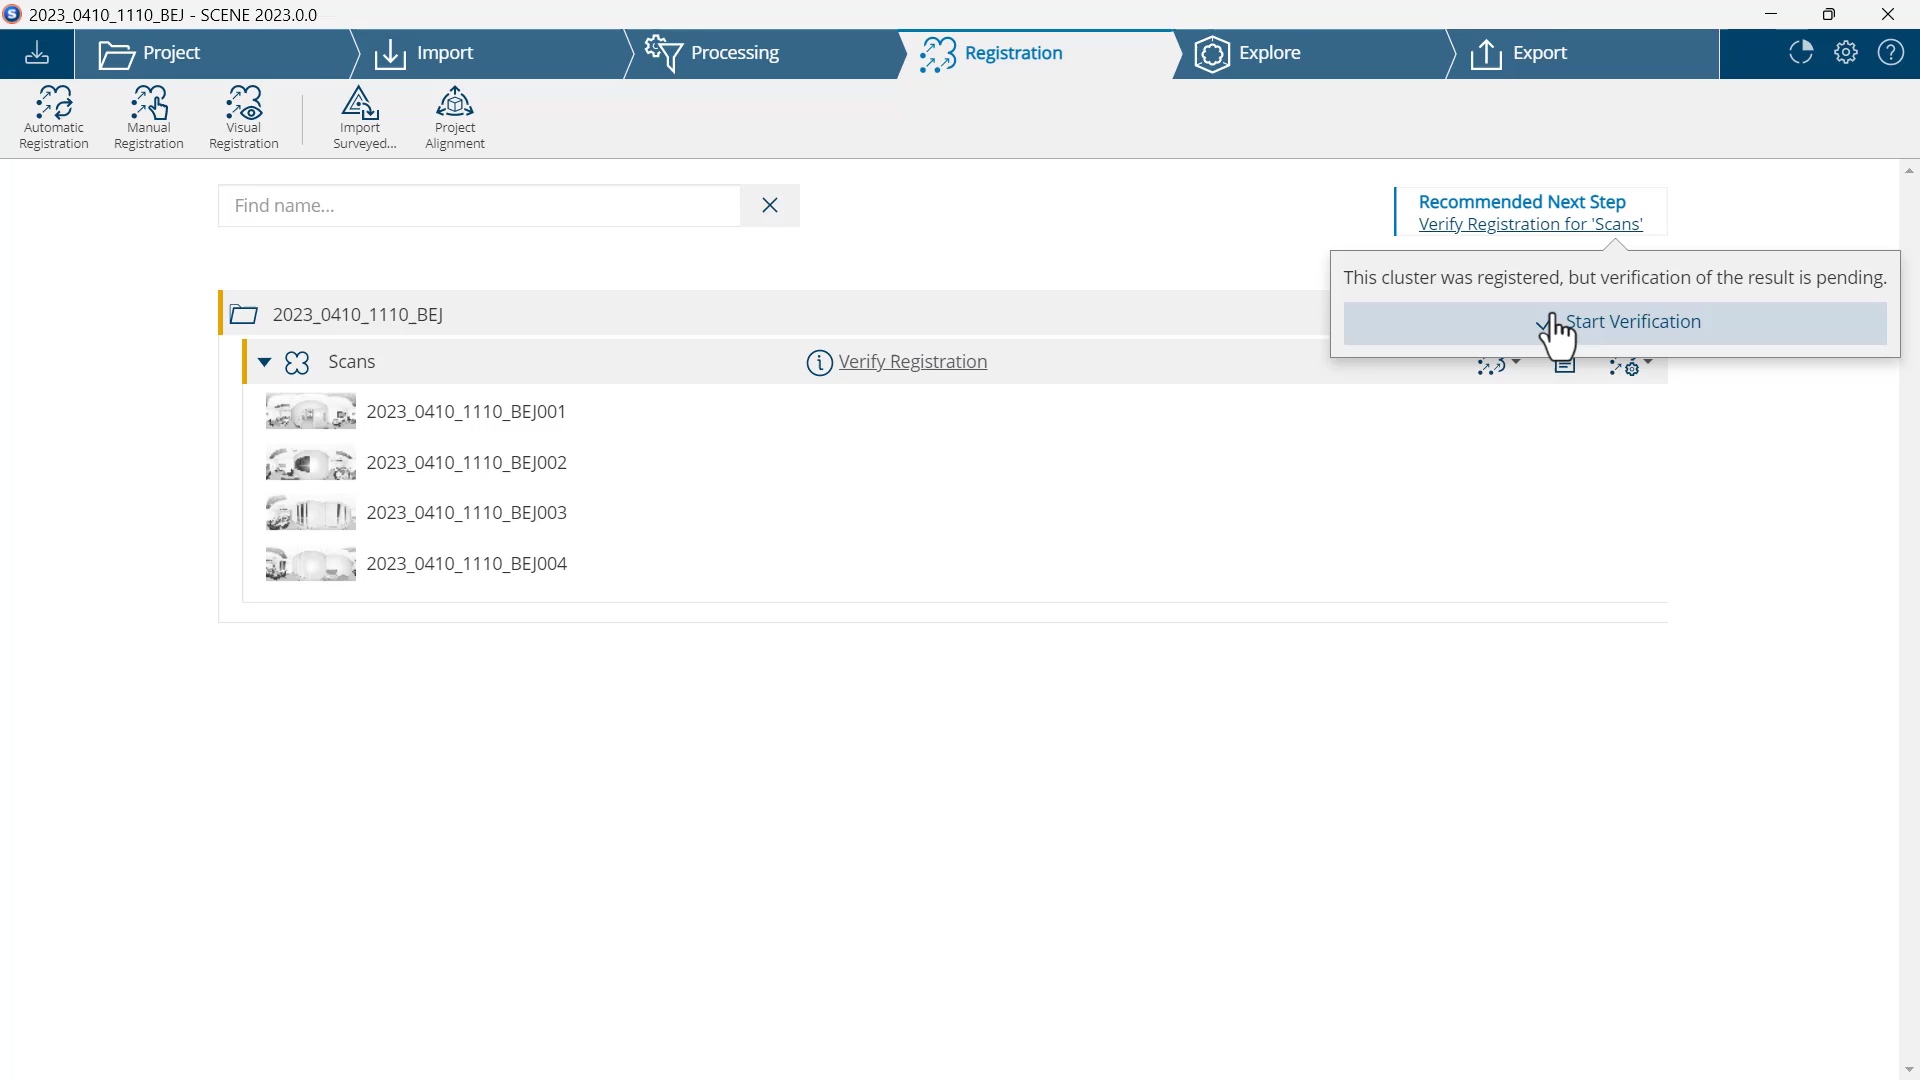 2023_0410_1110_BEJ - SCENE 2023.0.0
Project
Import
Processing
Registration
Explore
Export
Automatic
Registration
Manual
Registration
Visual
Registration
Import
Surveyed...
Project
Alignment
Find name...
Recommended Next Step
Verify Registration for 'Scans'
This cluster was registered, but verification of the result is pending.
Start Verification
2023_0410_1110_BEJ
Scans
Verify Registration
2023_0410_1110_BEJ001
2023_0410_1110_BEJ002
2023_0410_1110_BEJ003
2023_0410_1110_BEJ004